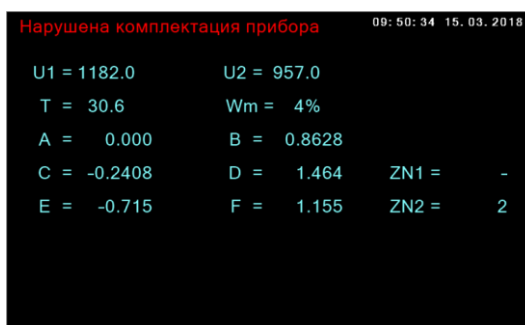 Нарушена комплектация прибора 09:50:34 15.03.2018
U1 = 1182.0 U2 = 957.0
T = 30.6 Wm = 4%
A = 0.000 B = 0.8628
C = -0.2408 D = 1.464 ZN1 = -
E = -0.715 F = 1.155 ZN2 = 2